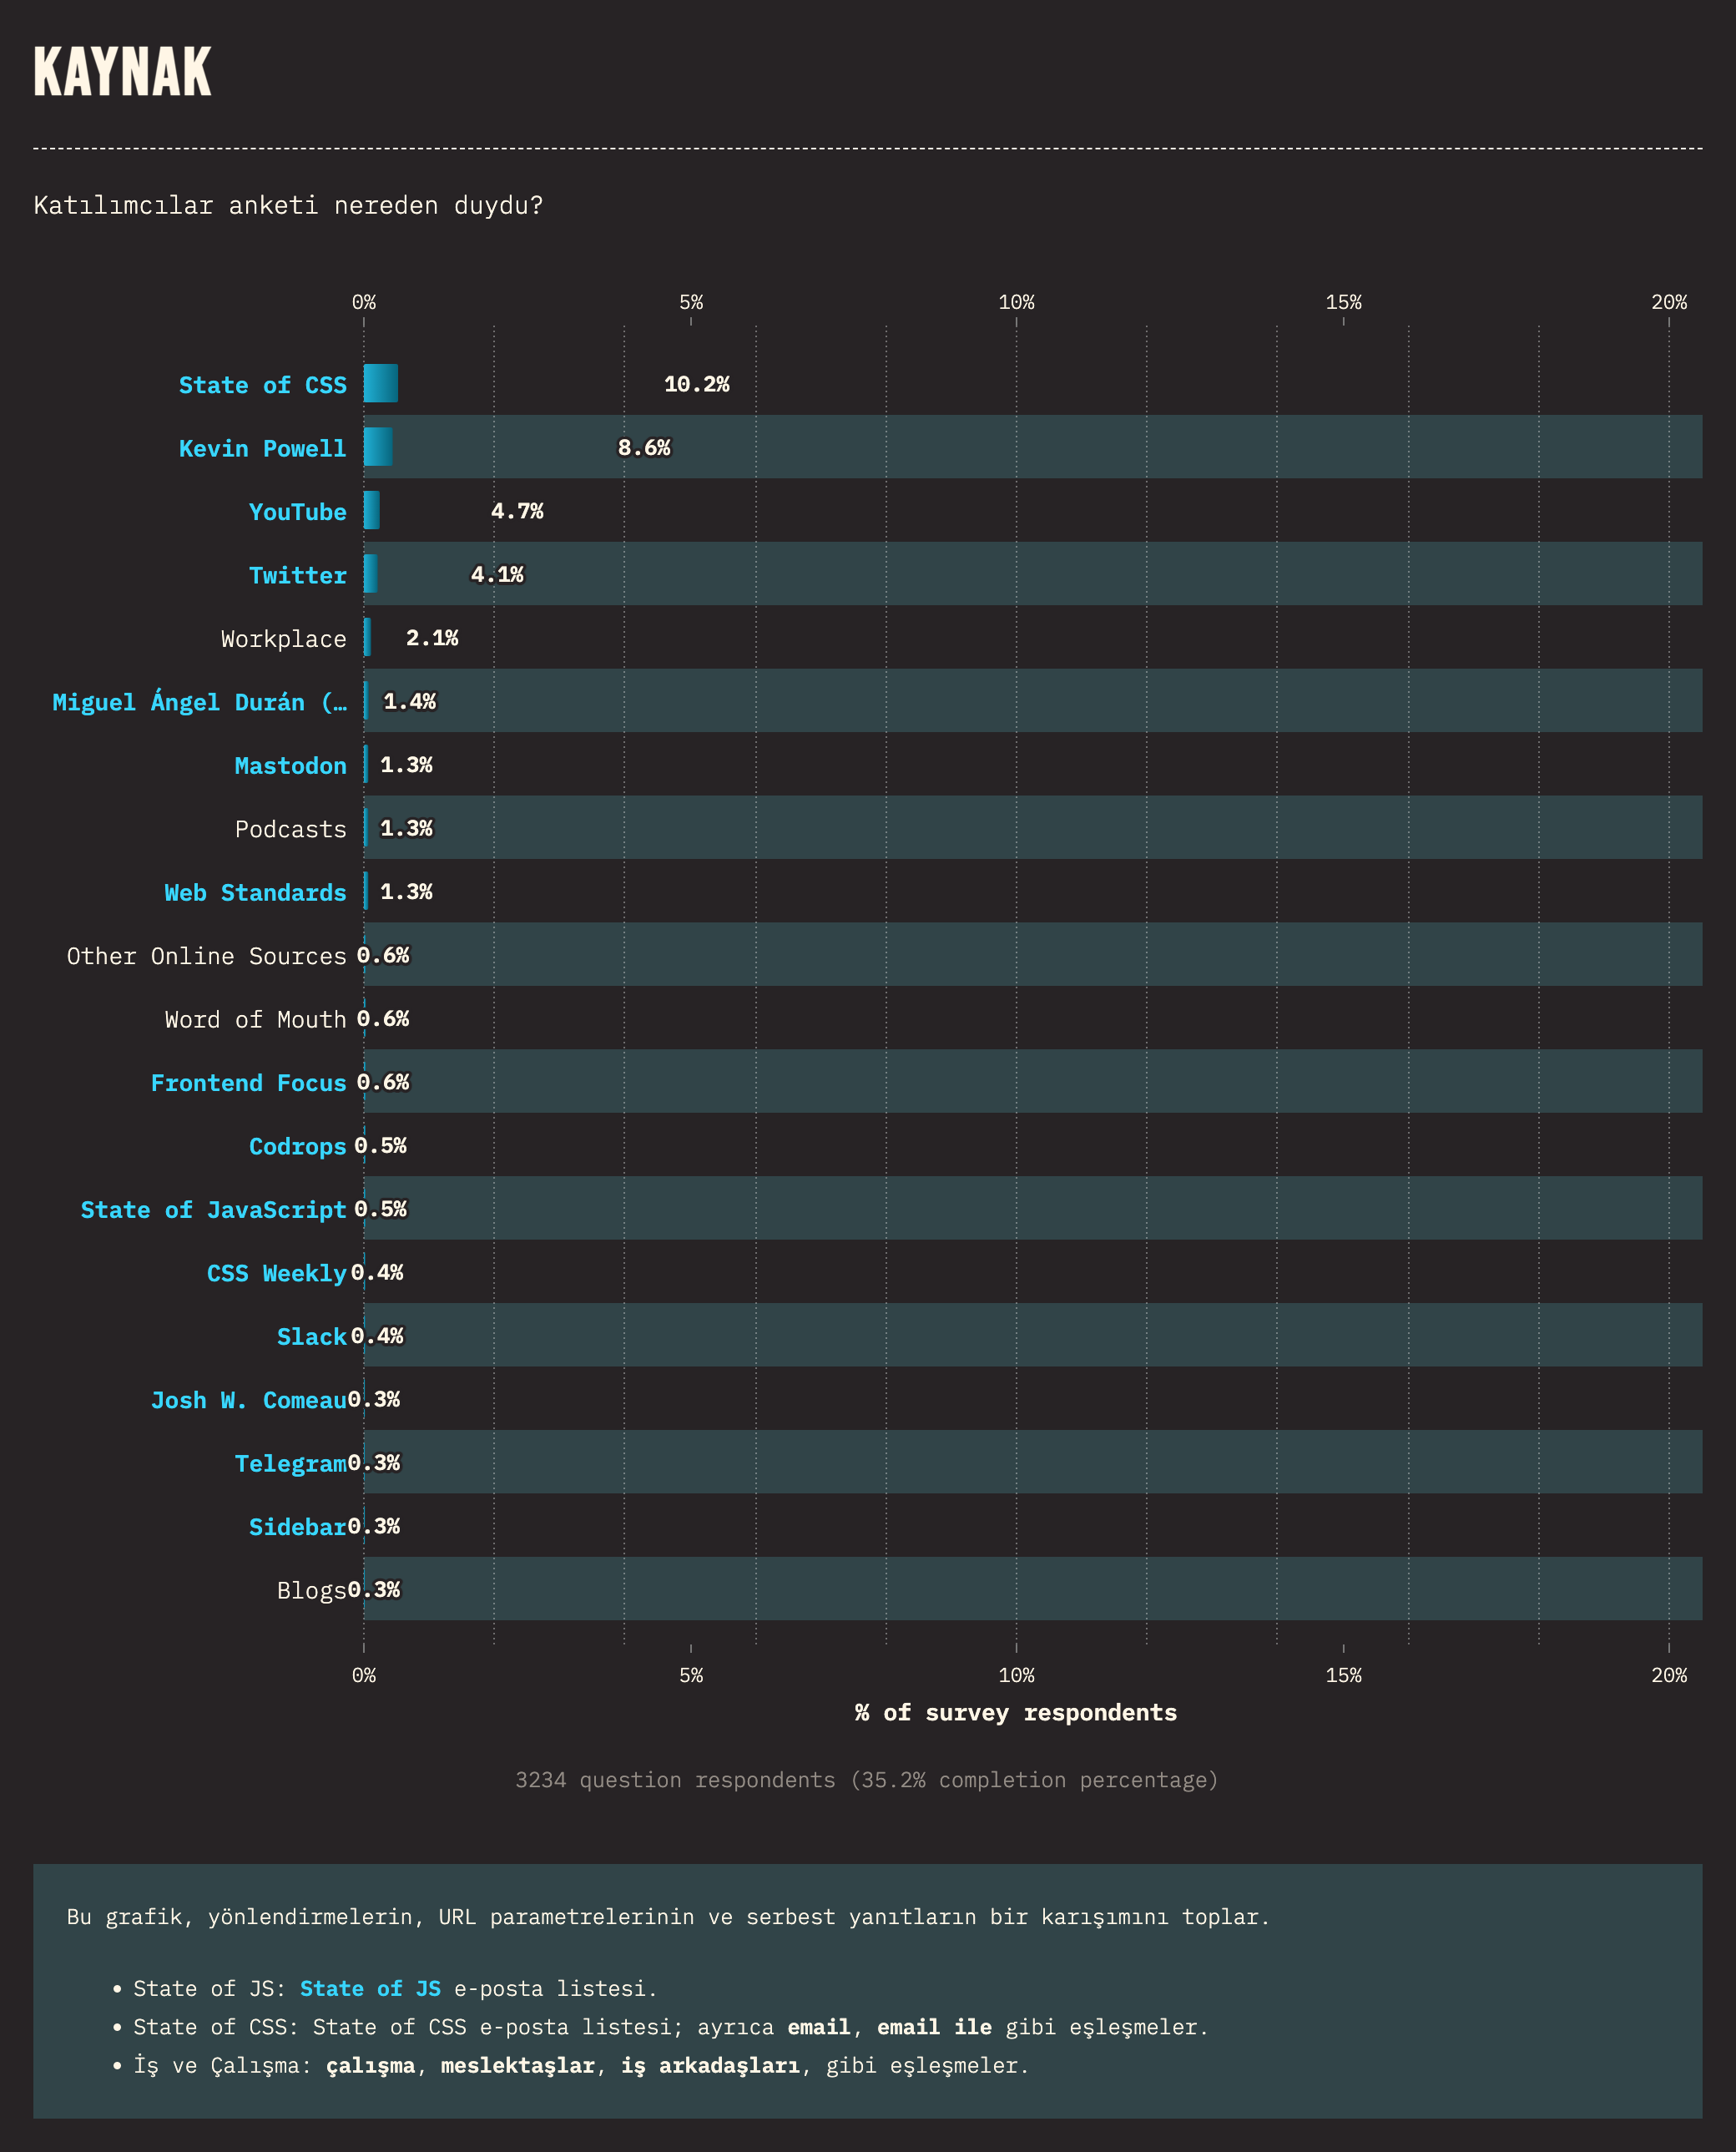 KAYNAK
Katılımcılar anketi nereden duydu?
0% 5% 10% 15% 20%
State of CSS 10.2%
Kevin Powell 8.6%
YouTube 4.7%
Twitter 4.1%
Workplace 2.1%
Miguel Ángel Durán (… 1.4%
Mastodon 1.3%
Podcasts 1.3%
Web Standards 1.3%
Other Online Sources 0.6%
Word of Mouth 0.6%
Frontend Focus 0.6%
Codrops 0.5%
State of JavaScript 0.5%
CSS Weekly 0.4%
Slack 0.4%
Josh W. Comeau 0.3%
Telegram 0.3%
Sidebar 0.3%
Blogs 0.3%
0% 5% 10% 15% 20%
% of survey respondents
3234 question respondents (35.2% completion percentage)
Bu grafik, yönlendirmelerin, URL parametrelerinin ve serbest yanıtların bir karışımını toplar.
• State of JS: State of JS e-posta listesi.
• State of CSS: State of CSS e-posta listesi; ayrıca email, email ile gibi eşleşmeler.
• İş ve Çalışma: çalışma, meslektaşlar, iş arkadaşları, gibi eşleşmeler.